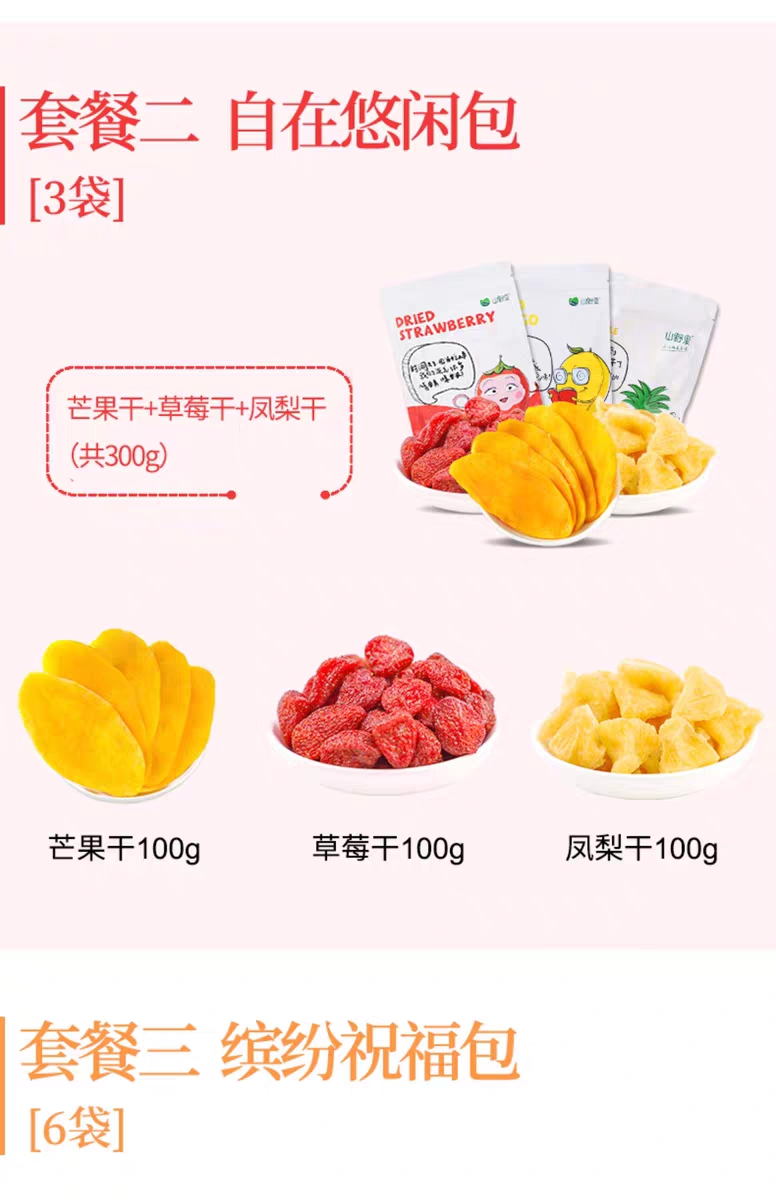 套餐二 自在悠闲包
[3袋]
DRIED
STRAWBERRY
山野里
芒果干+草莓干+凤梨干
(共300g)
芒果干100g
草莓干100g
凤梨干100g
套餐三 缤纷祝福包
[6袋]